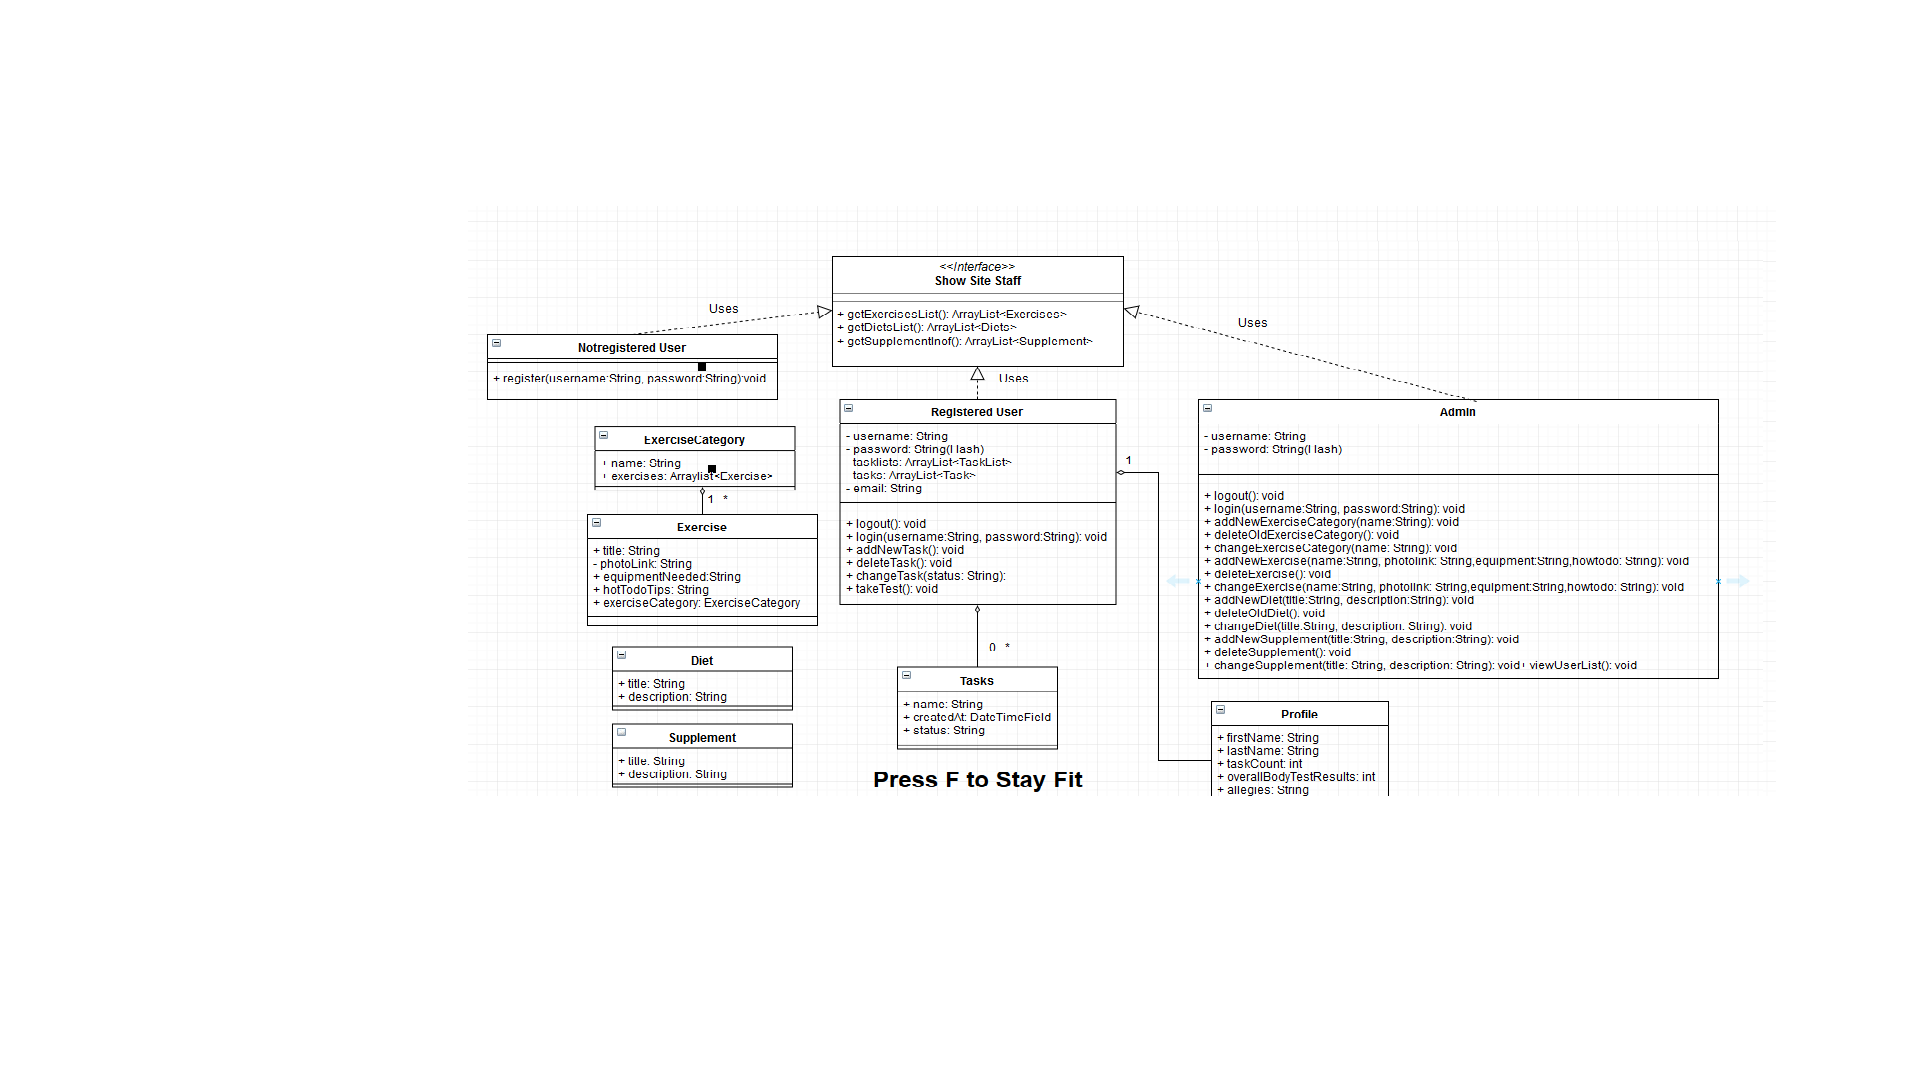 <<Interface>>
Show Site Staff
+ getExercisesList(): ArrayList<Exercises>
+ getDietsList(): ArrayList<Diets>
+ getSupplementInof(): ArrayList<Supplement>
Uses
Uses
Uses
Notregistered User
+ register(username:String, password:String):void
ExerciseCategory
+ name: String
+ exercises: Arraylist<Exercise>
1 *
Exercise
+ title: String
- photoLink: String
+ equipmentNeeded:String
+ hotTodoTips: String
+ exerciseCategory: ExerciseCategory
Diet
+ title: String
+ description: String
Supplement
+ title: String
+ description: String
Registered User
- username: String
- password: String(Hash)
tasklists: ArrayList<TaskList>
tasks: ArrayList<Task>
- email: String
+ logout(): void
+ login(username:String, password:String): void
+ addNewTask(): void
+ deleteTask(): void
+ changeTask(status: String):
+ takeTest(): void
1
0 *
Tasks
+ name: String
+ createdAt: DateTimeField
+ status: String
Press F to Stay Fit
Admin
- username: String
- password: String(Hash)
+ logout(): void
+ login(username:String, password:String): void
+ addNewExerciseCategory(name:String): void
+ deleteOldExerciseCategory(): void
+ changeExerciseCategory(name: String): void
+ addNewExercise(name:String, photolink: String,equipment:String,howtodo: String): void
+ deleteExercise(): void
+ changeExercise(name:String, photolink: String,equipment:String,howtodo: String): void
+ addNewDiet(title:String, description:String): void
+ deleteOldDiet(): void
+ changeDiet(title:String, description: String): void
+ addNewSupplement(title:String, description:String): void
+ deleteSupplement(): void
+ changeSupplement(title: String, description: String): void+ viewUserList(): void
Profile
+ firstName: String
+ lastName: String
+ taskCount: int
+ overallBodyTestResults: int
+ allegies: String